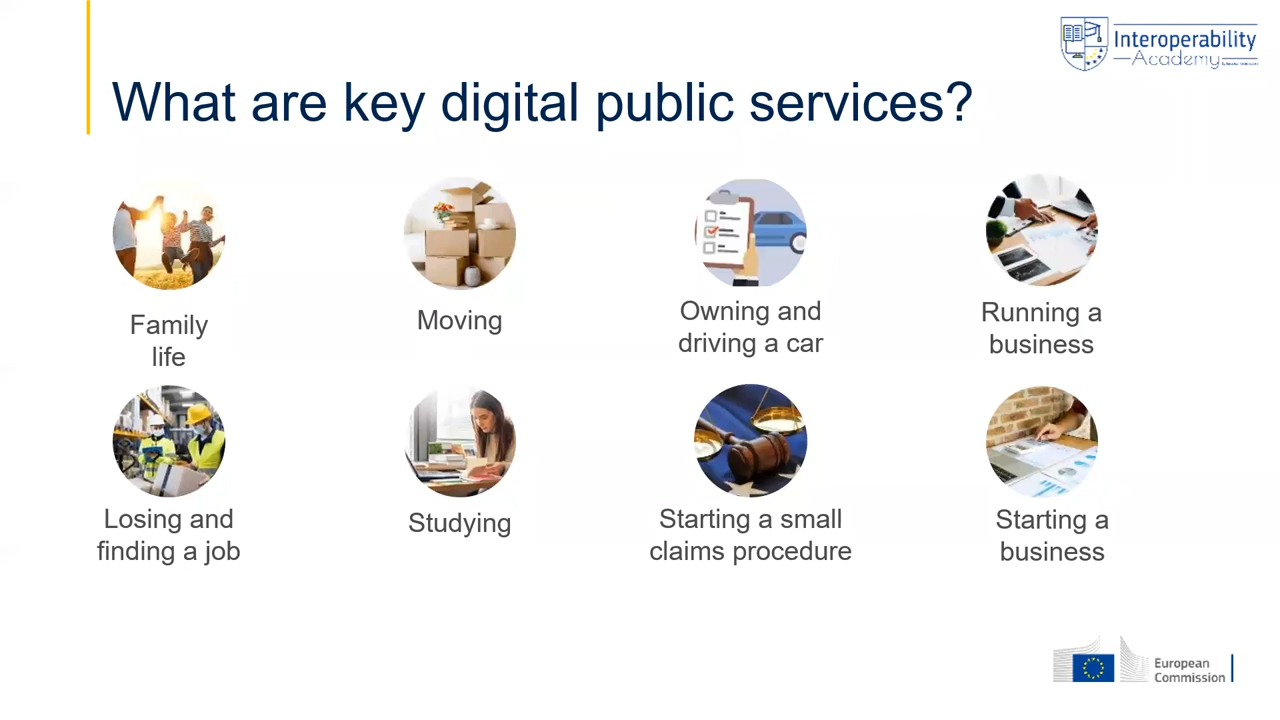 Interoperability
Academy
What are key digital public services?
Family
life
Moving
Owning and
driving a car
Running a
business
Losing and
finding a job
Studying
Starting a small
claims procedure
Starting a
business
European
Commission